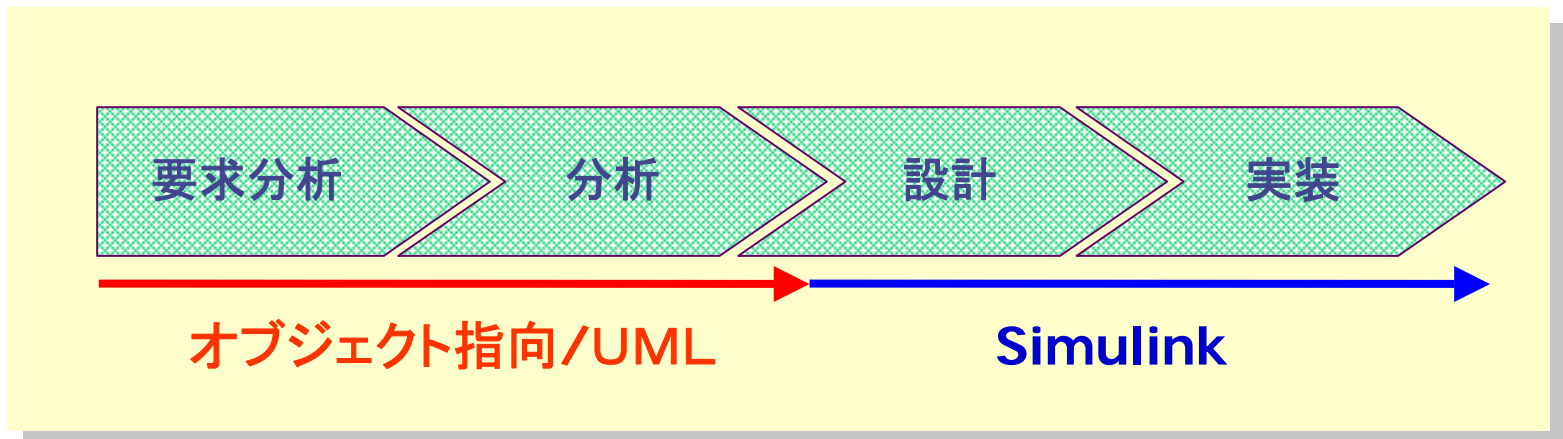 要求分析
分析
設計
実装
オブジェクト指向/UML
Simulink